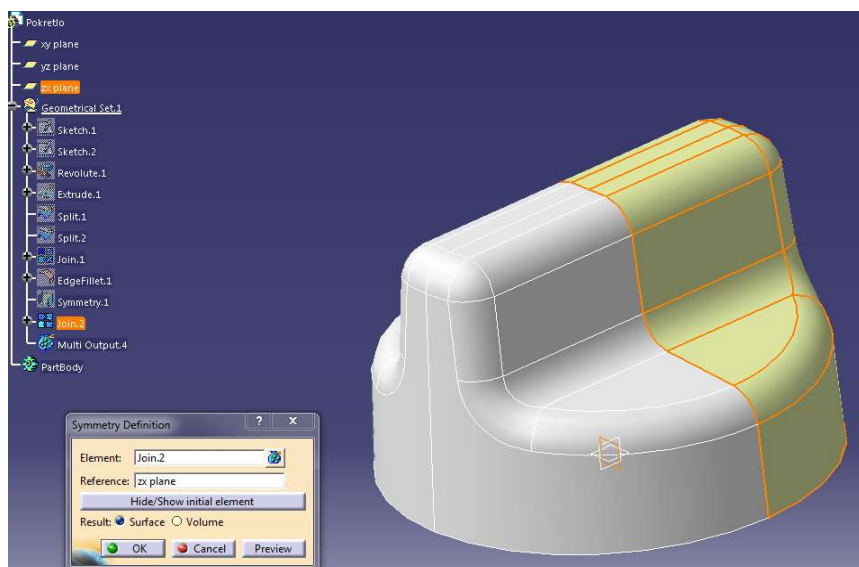 Pokretlo
xy plane
yz plane
zx plane
Geometrical Set.1
Sketch.1
Sketch.2
Revolute.1
Extrude.1
Split.1
Split.2
Join.1
EdgeFillet.1
Symmetry.1
Join.2
Multi Output.4
PartBody
Symmetry Definition ? X
Element: Join.2
Reference: zx plane
Hide/Show initial element
Result: Surface Volume
OK Cancel Preview